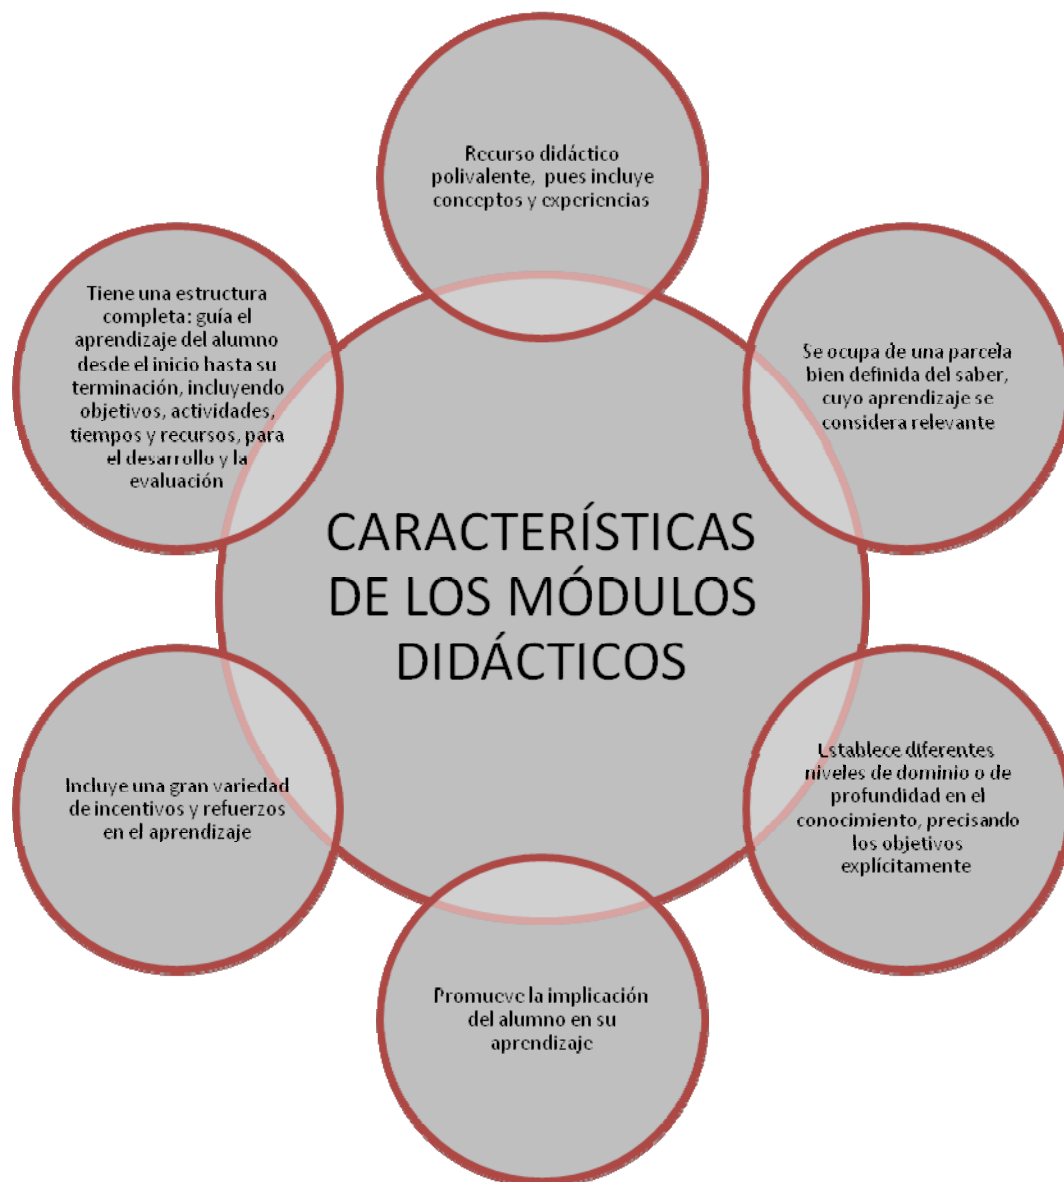 Recurso didáctico
polivalente, pues incluye
conceptos y experiencias
Se ocupa de una parcela
bien definida del saber,
cuyo aprendizaje se
considera relevante
Establece diferentes
niveles de dominio o de
profundidad en el
conocimiento, precisando
los objetivos
explícitamente
Promueve la implicación
del alumno en su
aprendizaje
Incluye una gran variedad
de incentivos y refuerzos
en el aprendizaje
Tiene una estructura
completa: guía el
aprendizaje del alumno
desde el inicio hasta su
terminación, incluyendo
objetivos, actividades,
tiempos y recursos, para
el desarrollo y la
evaluación
CARACTERÍSTICAS
DE LOS MÓDULOS
DIDÁCTICOS